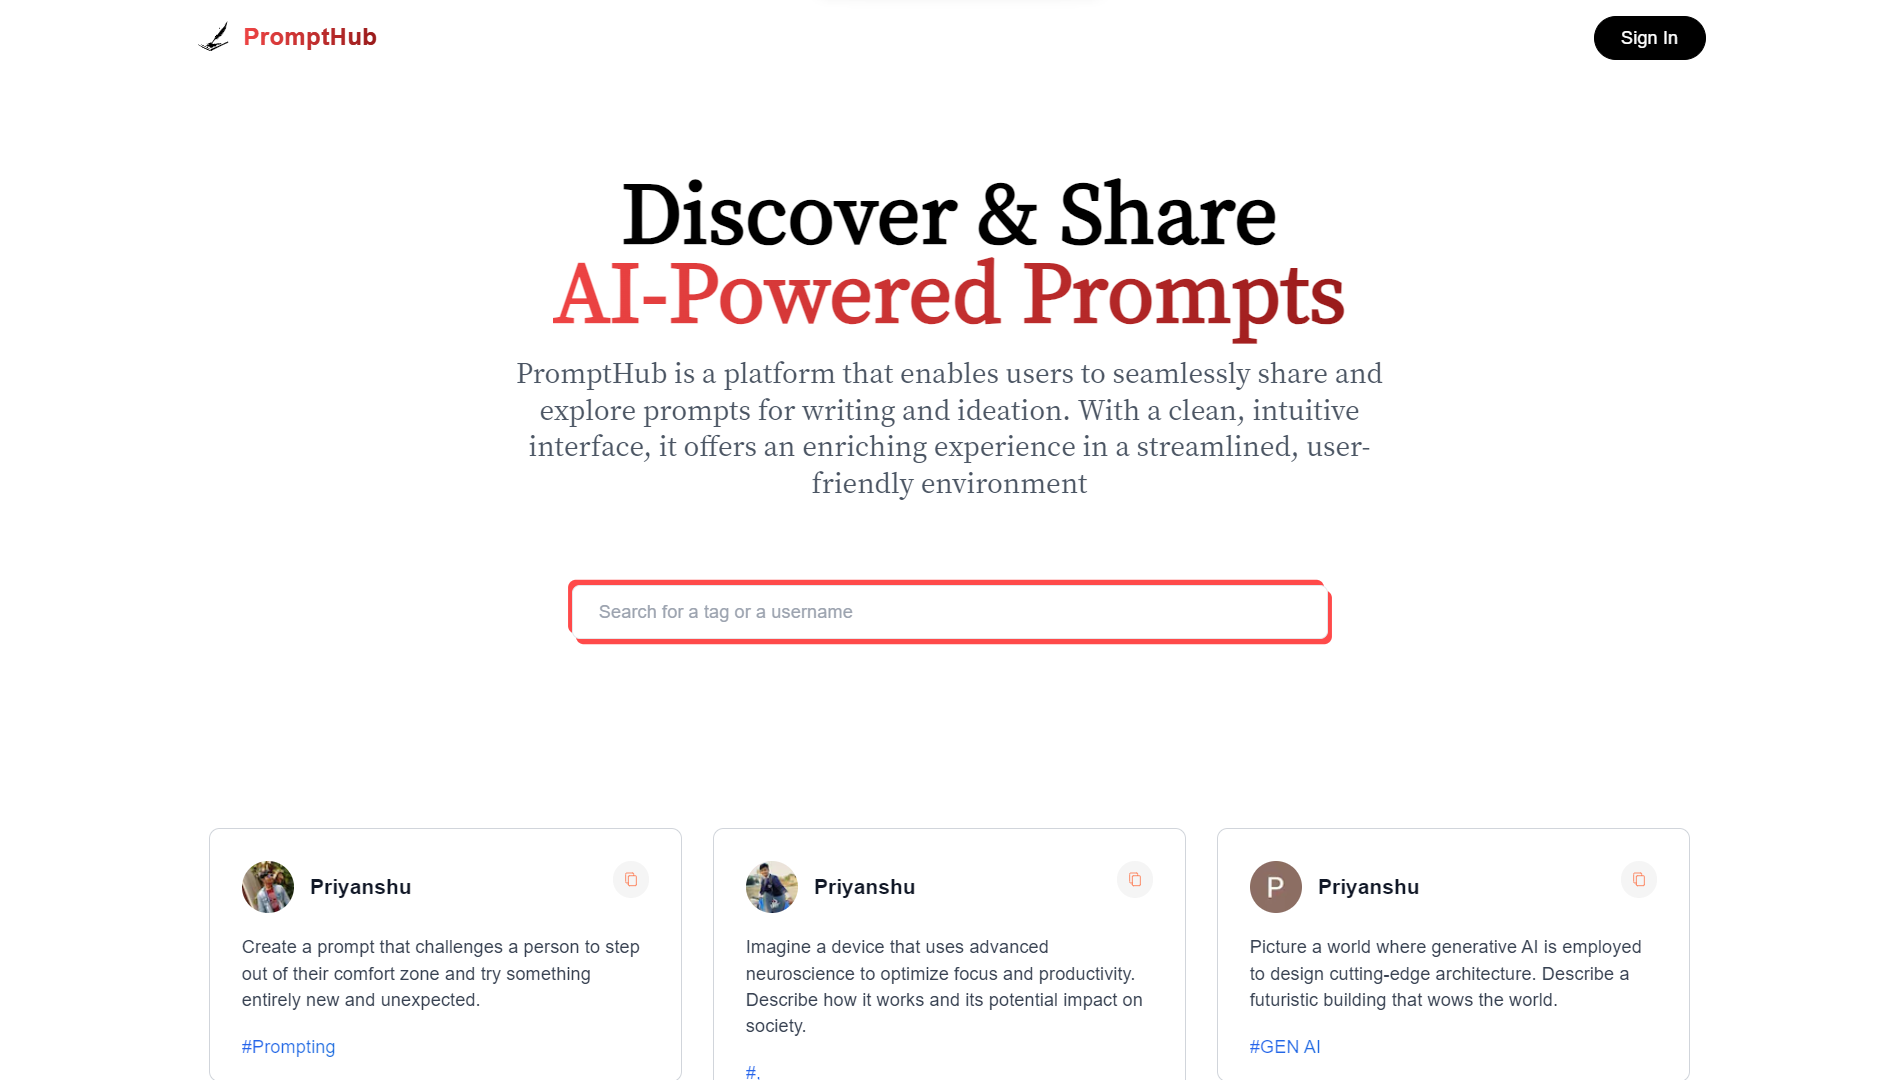 PromptHub
Sign In
Discover & Share
AI-Powered Prompts
PromptHub is a platform that enables users to seamlessly share and
explore prompts for writing and ideation. With a clean, intuitive
interface, it offers an enriching experience in a streamlined, user-
friendly environment
Search for a tag or a username
Priyanshu
Create a prompt that challenges a person to step
out of their comfort zone and try something
entirely new and unexpected.
#Prompting
Priyanshu
Imagine a device that uses advanced
neuroscience to optimize focus and productivity.
Describe how it works and its potential impact on
society.
#,
P
Priyanshu
Picture a world where generative AI is employed
to design cutting-edge architecture. Describe a
futuristic building that wows the world.
#GEN AI